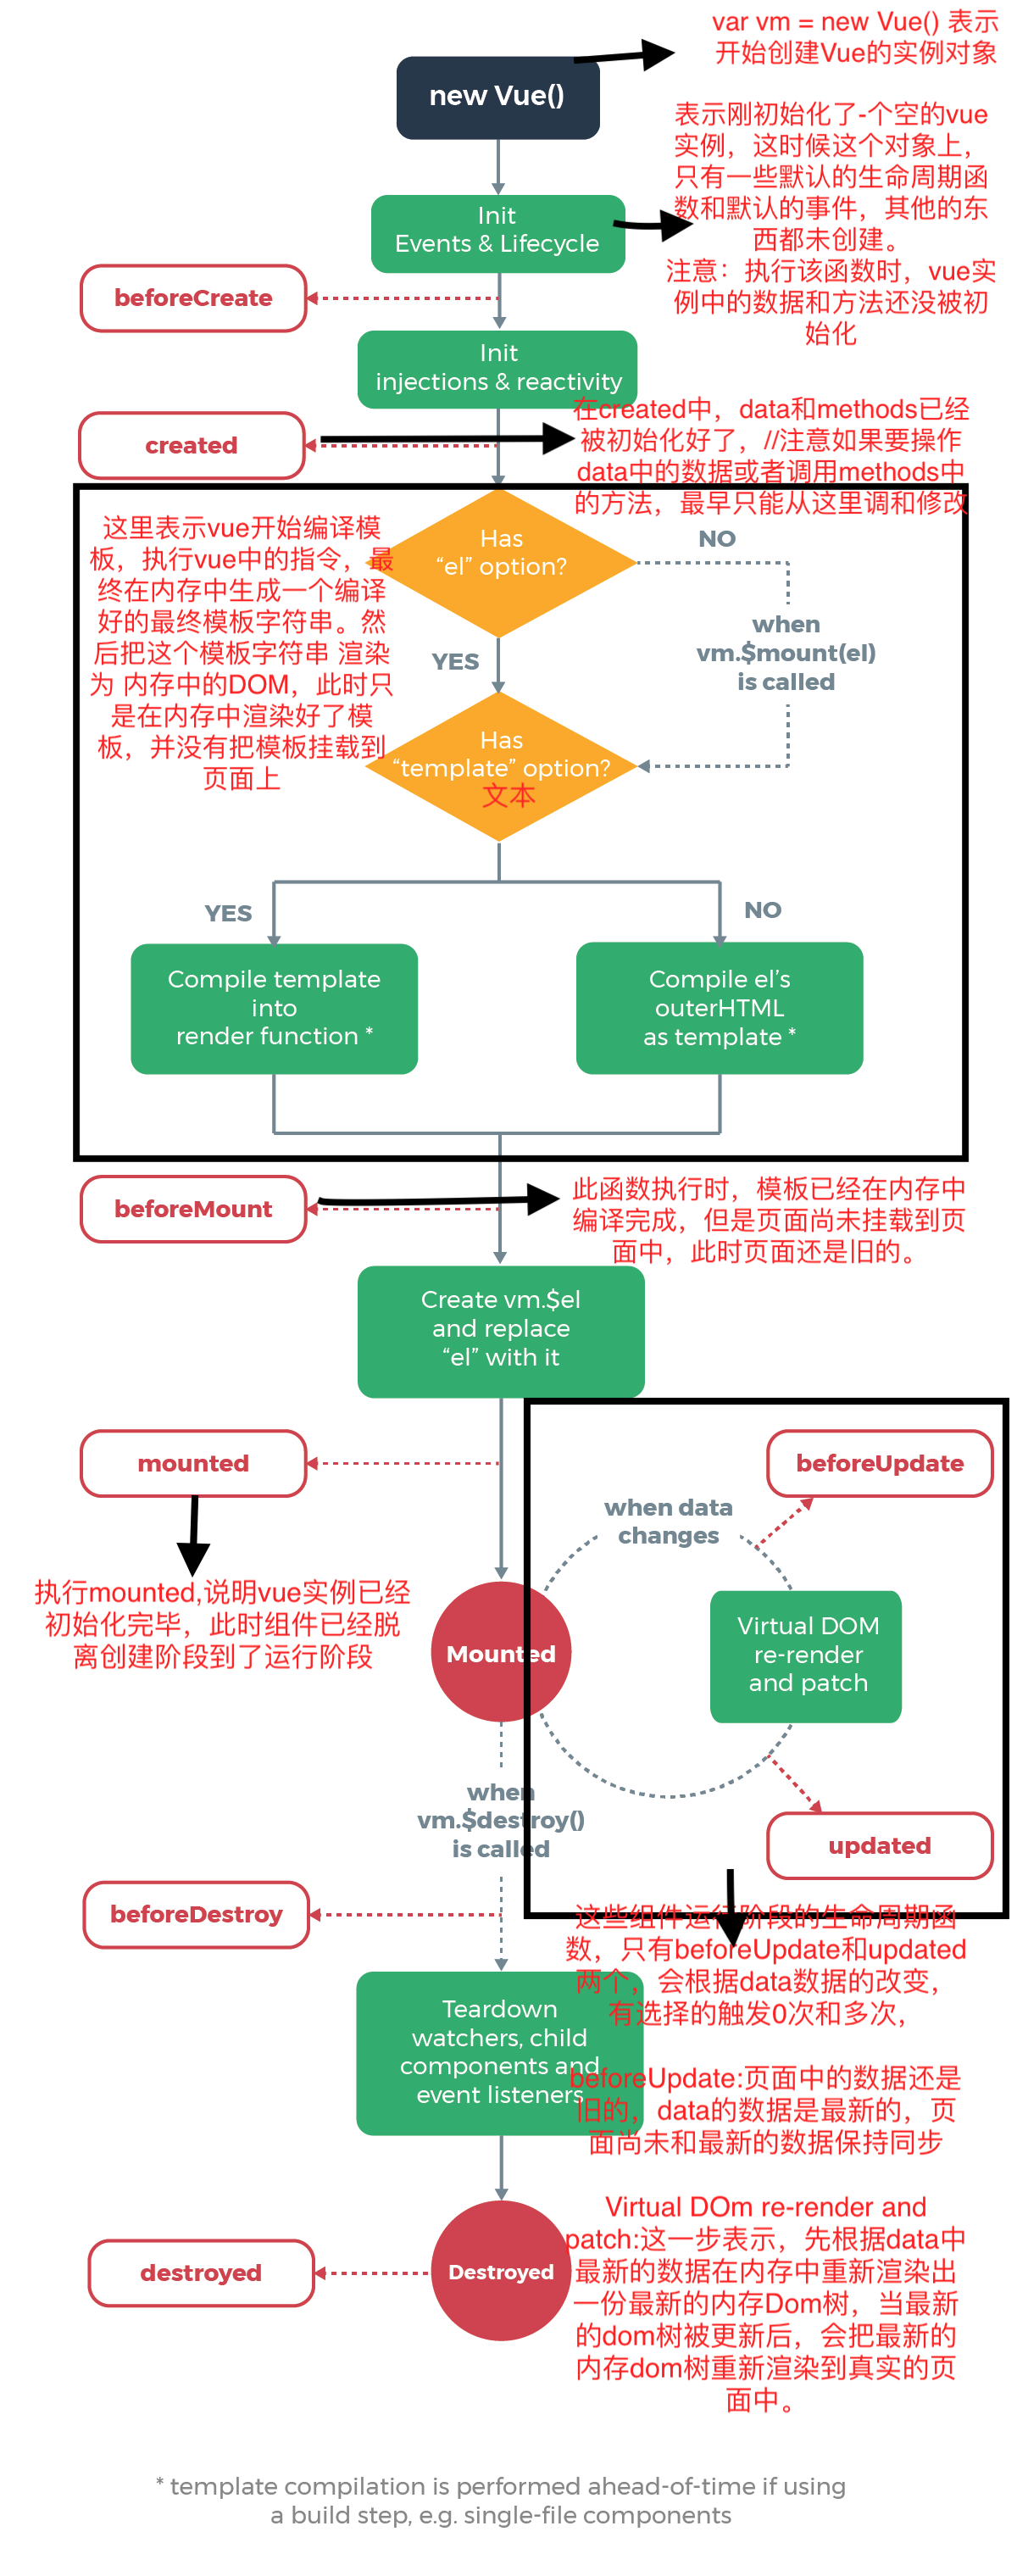 var vm = new Vue() 表示
开始创建Vue的实例对象
new Vue()
表示刚初始化了-个空的vue
实例，这时候这个对象上，
只有一些默认的生命周期函
数和默认的事件，其他的东
西都未创建。
注意：执行该函数时，vue实
例中的数据和方法还没被初
始化
Init
Events & Lifecycle
beforeCreate
Init
injections & reactivity
在created中，data和methods已经
被初始化好了，//注意如果要操作
data中的数据或者调用methods中
的方法，最早只能从这里调和修改
created
这里表示vue开始编译模
板，执行vue中的指令，最
终在内存中生成一个编译
好的最终模板字符串。然
后把这个模板字符串 渲染
为 内存中的DOM，此时只
是在内存中渲染好了模
板，并没有把模板挂载到
页面上
Has
“el” option?
NO
when
vm.$mount(el)
is called
YES
Has
“template” option?
文本
YES
NO
Compile template
into
render function *
Compile el’s
outerHTML
as template *
beforeMount
此函数执行时，模板已经在内存中
编译完成，但是页面尚未挂载到页
面中，此时页面还是旧的。
Create vm.$el
and replace
“el” with it
mounted
beforeUpdate
when data
changes
执行mounted,说明vue实例已经
初始化完毕，此时组件已经脱
离创建阶段到了运行阶段
Mounted
Virtual DOM
re-render
and patch
when
vm.$destroy()
is called
updated
beforeDestroy
这些组件运行阶段的生命周期函
数，只有beforeUpdate和updated
两个，会根据data数据的改变，
有选择的触发0次和多次，
Teardown
watchers, child
components and
event listeners
beforeUpdate:页面中的数据还是
旧的，data的数据是最新的，页
面尚未和最新的数据保持同步
Virtual DOm re-render and
patch:这一步表示，先根据data中
最新的数据在内存中重新渲染出
一份最新的内存Dom树，当最新
的dom树被更新后，会把最新的
内存dom树重新渲染到真实的页
面中。
destroyed
Destroyed
* template compilation is performed ahead-of-time if using
a build step, e.g. single-file components